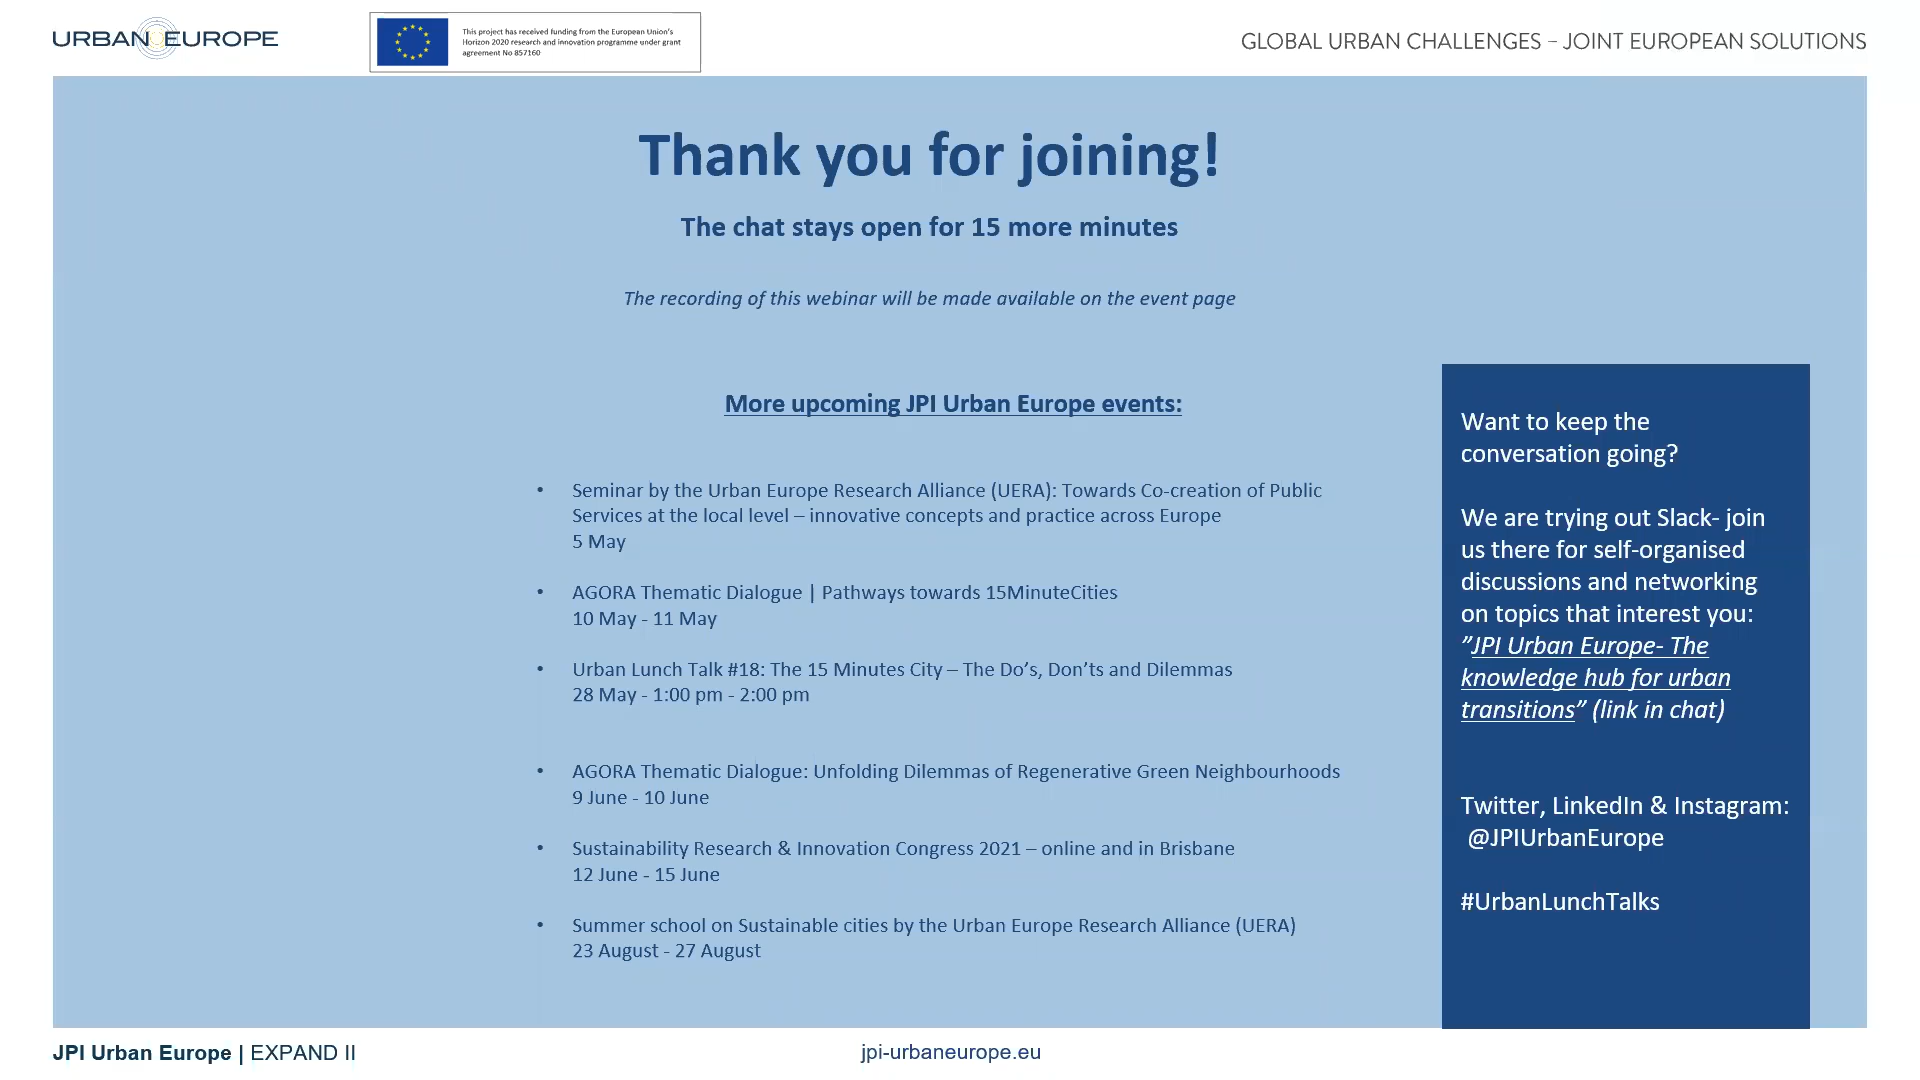 URBAN EUROPE
This project has received funding from the European Union's
Horizon 2020 research and innovation programme under grant
agreement No 857160
GLOBAL URBAN CHALLENGES – JOINT EUROPEAN SOLUTIONS
Thank you for joining!
The chat stays open for 15 more minutes
The recording of this webinar will be made available on the event page
More upcoming JPI Urban Europe events:
• Seminar by the Urban Europe Research Alliance (UERA): Towards Co-creation of Public
Services at the local level – innovative concepts and practice across Europe
5 May
• AGORA Thematic Dialogue | Pathways towards 15MinuteCities
10 May - 11 May
• Urban Lunch Talk #18: The 15 Minutes City – The Do's, Don'ts and Dilemmas
28 May - 1:00 pm - 2:00 pm
• AGORA Thematic Dialogue: Unfolding Dilemmas of Regenerative Green Neighbourhoods
9 June - 10 June
• Sustainability Research & Innovation Congress 2021 – online and in Brisbane
12 June - 15 June
• Summer school on Sustainable cities by the Urban Europe Research Alliance (UERA)
23 August - 27 August
Want to keep the
conversation going?
We are trying out Slack- join
us there for self-organised
discussions and networking
on topics that interest you:
”JPI Urban Europe- The
knowledge hub for urban
transitions” (link in chat)
Twitter, LinkedIn & Instagram:
@JPIUrbanEurope
#UrbanLunchTalks
JPI Urban Europe | EXPAND II
jpi-urbaneurope.eu